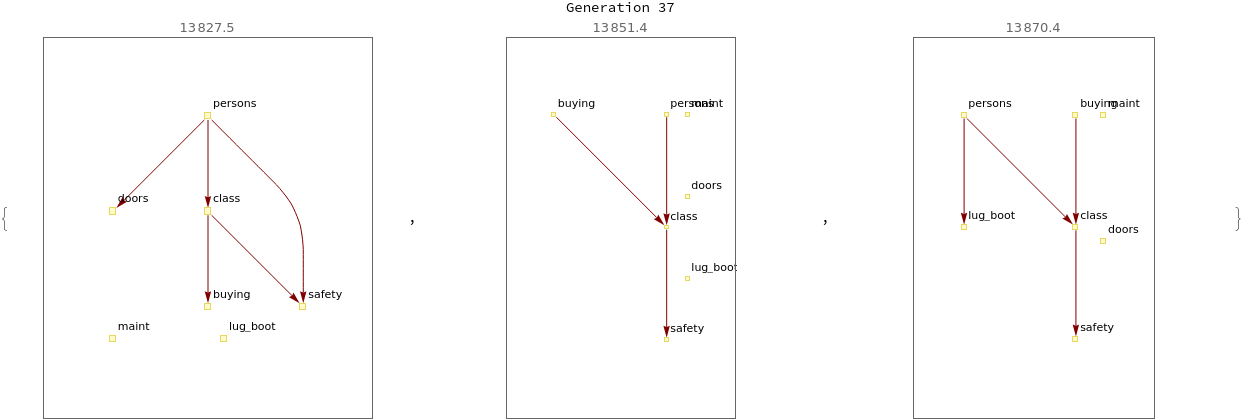 Generation 37
13827.5
persons
doors
class
buying
safety
maint
lug_boot
,
13851.4
buying
persons
maint
doors
class
lug_boot
safety
,
13870.4
persons
buying
maint
lug_boot
class
doors
safety